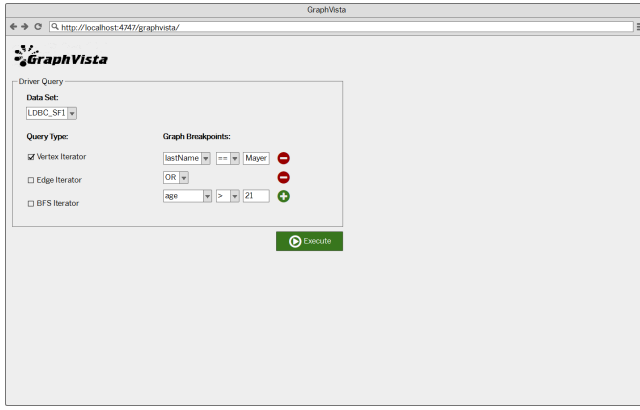 GraphVista
http://localhost:4747/graphvista/
GraphVista
Driver Query
Data Set:
LDBC_SF1
Query Type: Graph Breakpoints:
Vertex Iterator lastName == Mayer
Edge Iterator OR
BFS Iterator age > 21
Execute